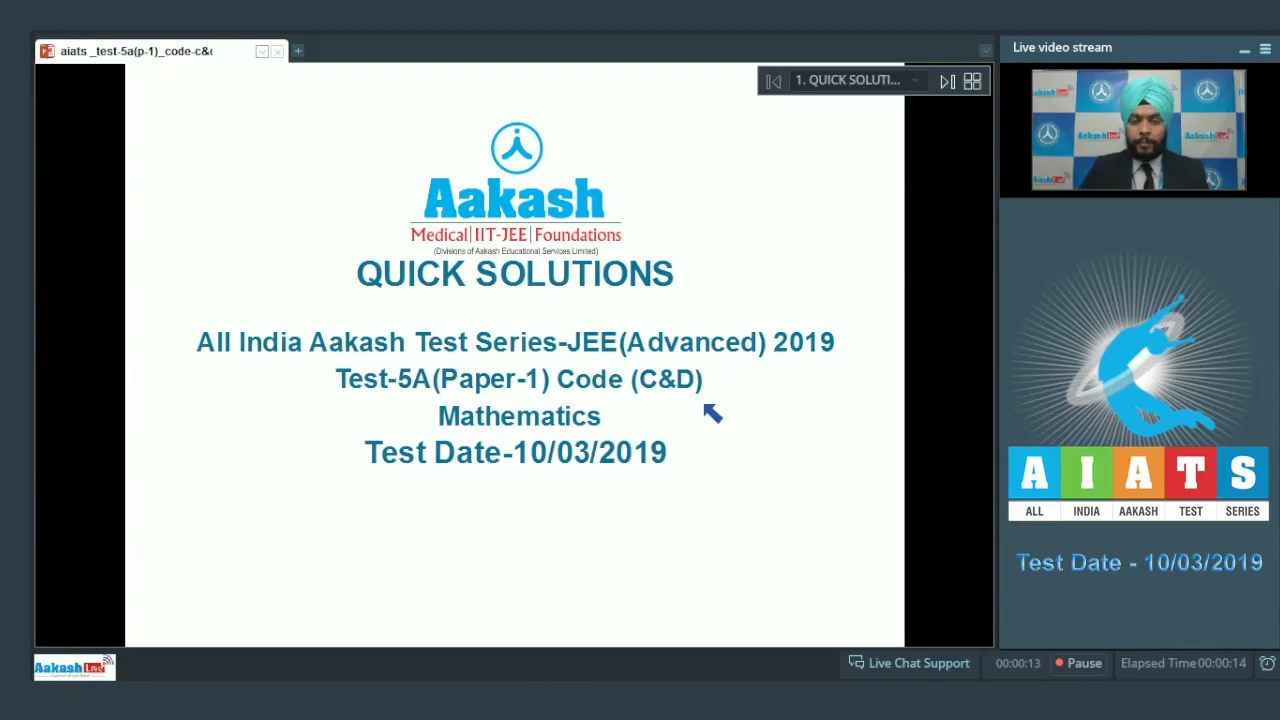 aiats _test-5a(p-1)_code-c&d
1. QUICK SOLUTI...
Aakash
Medical|IIT-JEE|Foundations
(Divisions of Aakash Educational Services Limited)
QUICK SOLUTIONS
All India Aakash Test Series-JEE(Advanced) 2019
Test-5A(Paper-1) Code (C&D)
Mathematics
Test Date-10/03/2019
Live video stream
AakashLive
AakashLive
A I A T S
ALL INDIA AAKASH TEST SERIES
Test Date - 10/03/2019
Aakash Live
Live Chat Support
00:00:13
Pause
Elapsed Time 00:00:14